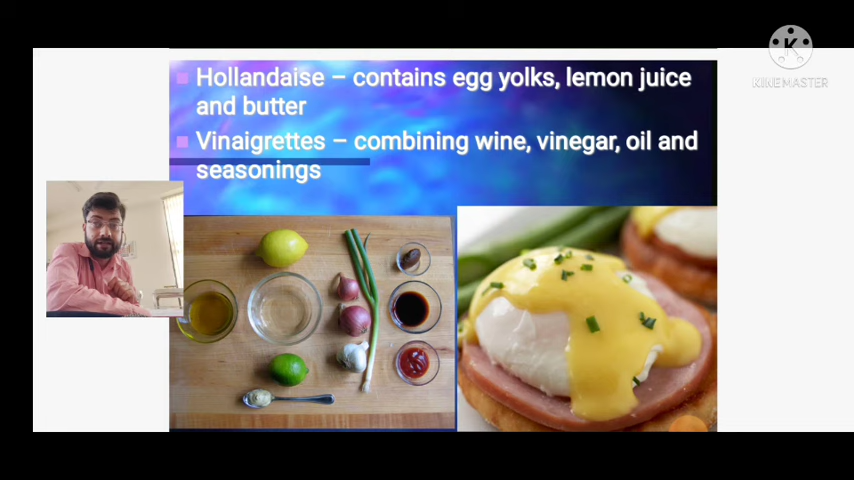 Hollandaise – contains egg yolks, lemon juice
and butter
Vinaigrettes – combining wine, vinegar, oil and
seasonings
K
KINEMASTER